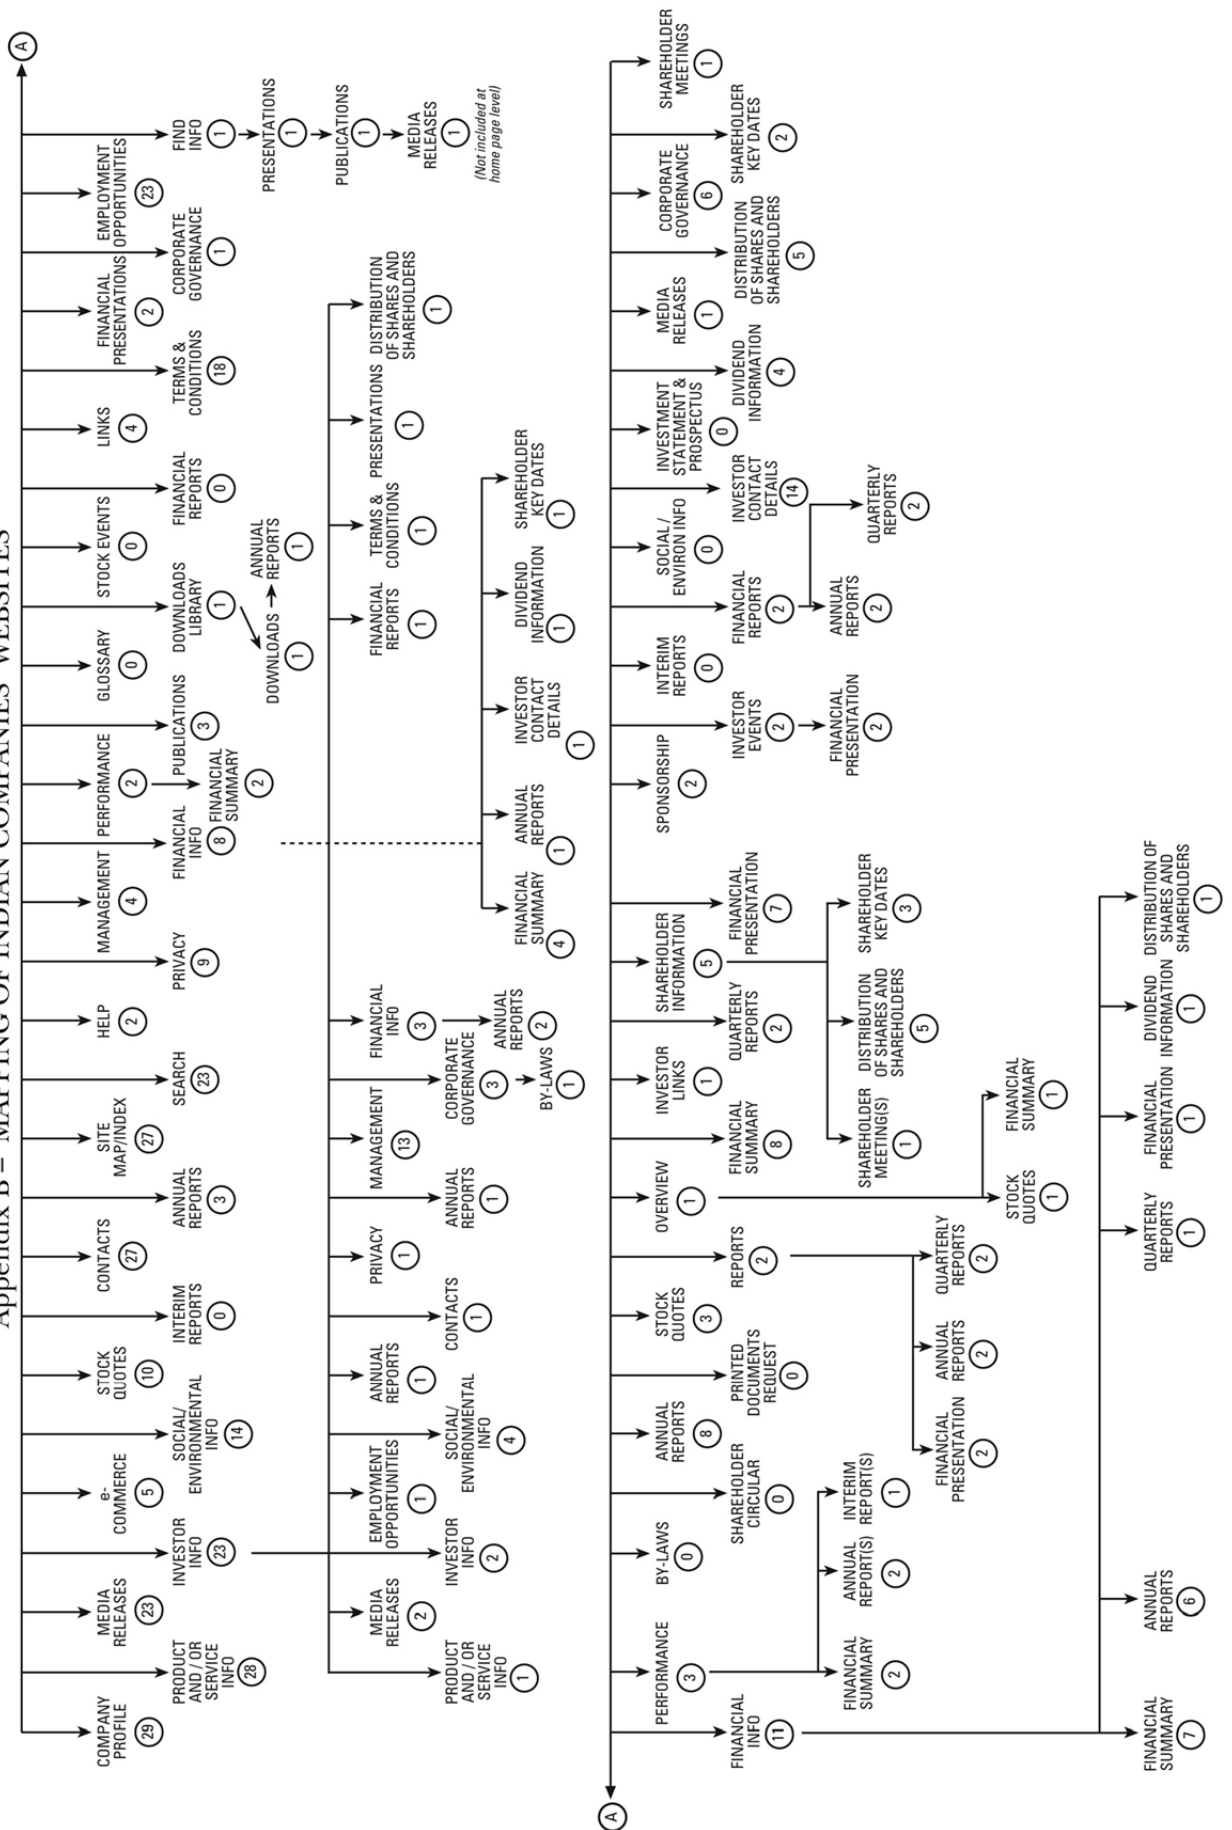 Appendix B – MAPPING OF INDIAN COMPANIES' WEBSITES
A
COMPANY
PROFILE
29
PRODUCT
AND / OR
SERVICE
INFO
28
MEDIA
RELEASES
23
INVESTOR
INFO
23
e-
COMMERCE
5
SOCIAL/
ENVIRONMENTAL
INFO
14
STOCK
QUOTES
10
INTERIM
REPORTS
0
CONTACTS
27
ANNUAL
REPORTS
3
SITE
MAP/INDEX
27
SEARCH
23
HELP
2
PRIVACY
9
MANAGEMENT
4
FINANCIAL
INFO
8
PERFORMANCE
2
FINANCIAL
SUMMARY
2
PUBLICATIONS
3
GLOSSARY
0
DOWNLOADS
LIBRARY
1
DOWNLOADS
1
ANNUAL
REPORTS
1
STOCK EVENTS
0
FINANCIAL
REPORTS
0
LINKS
4
TERMS &
CONDITIONS
18
FINANCIAL
PRESENTATIONS
2
CORPORATE
GOVERNANCE
1
EMPLOYMENT
OPPORTUNITIES
23
FIND
INFO
1
PRESENTATIONS
1
PUBLICATIONS
1
MEDIA
RELEASES
1
(Not included at
home page level)
PRODUCT
AND / OR
SERVICE
INFO
1
MEDIA
RELEASES
2
INVESTOR
INFO
2
EMPLOYMENT
OPPORTUNITIES
1
SOCIAL/
ENVIRONMENTAL
INFO
4
ANNUAL
REPORTS
1
CONTACTS
1
PRIVACY
1
ANNUAL
REPORTS
1
MANAGEMENT
13
CORPORATE
GOVERNANCE
3
BY-LAWS
1
FINANCIAL
INFO
3
ANNUAL
REPORTS
2
FINANCIAL
REPORTS
1
TERMS &
CONDITIONS
1
PRESENTATIONS
1
DISTRIBUTION
OF SHARES AND
SHAREHOLDERS
1
FINANCIAL
SUMMARY
4
ANNUAL
REPORTS
1
INVESTOR
CONTACT
DETAILS
1
DIVIDEND
INFORMATION
1
SHAREHOLDER
KEY DATES
1
A
FINANCIAL
INFO
11
PERFORMANCE
3
FINANCIAL
SUMMARY
2
ANNUAL
REPORT(S)
2
INTERIM
REPORT(S)
1
BY-LAWS
0
SHAREHOLDER
CIRCULAR
0
ANNUAL
REPORTS
8
PRINTED
DOCUMENTS
REQUEST
0
STOCK
QUOTES
3
REPORTS
2
FINANCIAL
PRESENTATION
2
ANNUAL
REPORTS
2
QUARTERLY
REPORTS
2
OVERVIEW
1
STOCK
QUOTES
1
FINANCIAL
SUMMARY
1
FINANCIAL
SUMMARY
8
INVESTOR
LINKS
1
QUARTERLY
REPORTS
2
SHAREHOLDER
INFORMATION
5
SHAREHOLDER
MEETING(S)
1
DISTRIBUTION
OF SHARES AND
SHAREHOLDERS
5
SHAREHOLDER
KEY DATES
3
FINANCIAL
PRESENTATION
7
SPONSORSHIP
2
INVESTOR
EVENTS
2
FINANCIAL
PRESENTATION
2
INTERIM
REPORTS
0
FINANCIAL
REPORTS
2
ANNUAL
REPORTS
2
QUARTERLY
REPORTS
2
SOCIAL /
ENVIRON INFO
0
INVESTOR
CONTACT
DETAILS
14
INVESTMENT
STATEMENT &
PROSPECTUS
0
DIVIDEND
INFORMATION
4
MEDIA
RELEASES
1
DISTRIBUTION
OF SHARES AND
SHAREHOLDERS
5
CORPORATE
GOVERNANCE
6
SHAREHOLDER
KEY DATES
2
SHAREHOLDER
MEETINGS
1
FINANCIAL
SUMMARY
7
ANNUAL
REPORTS
6
QUARTERLY
REPORTS
1
FINANCIAL
PRESENTATION
1
DIVIDEND
INFORMATION
1
DISTRIBUTION OF
SHARES AND
SHAREHOLDERS
1